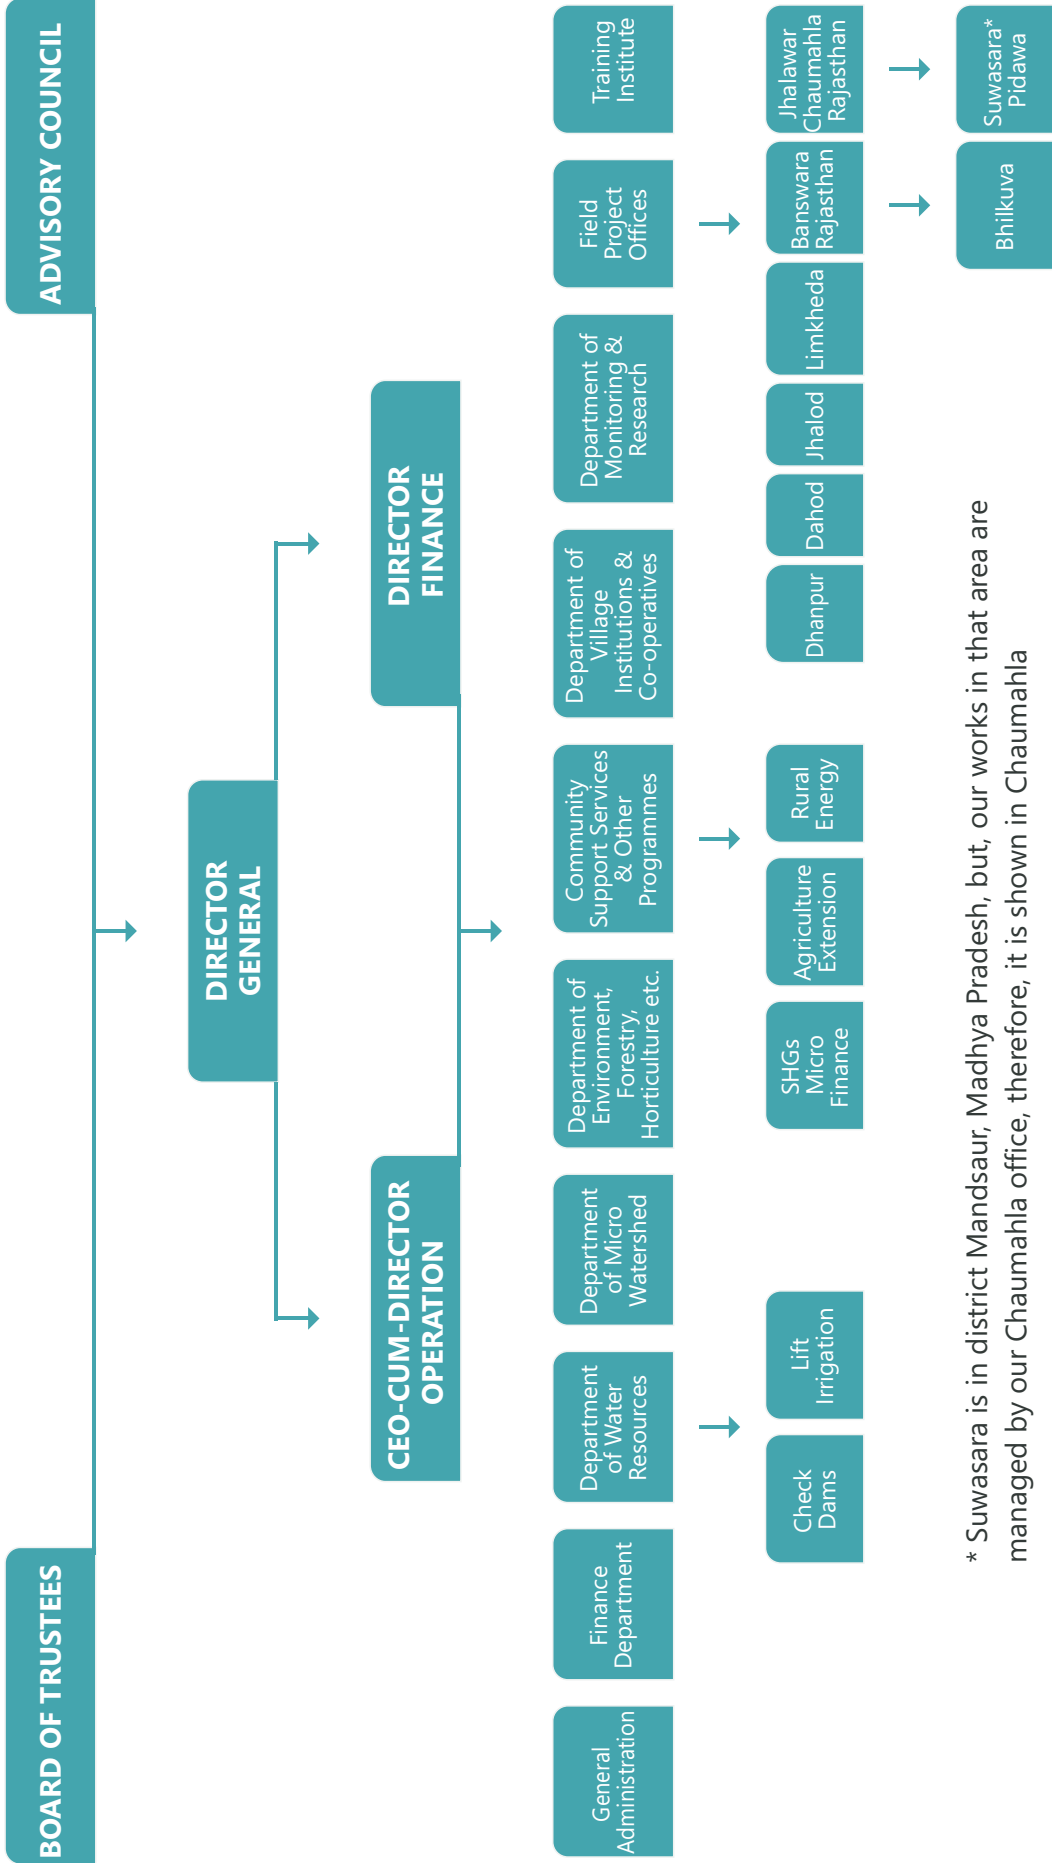 BOARD OF TRUSTEES
ADVISORY COUNCIL
DIRECTOR
GENERAL
CEO-CUM-DIRECTOR
OPERATION
DIRECTOR
FINANCE
General
Administration
Finance
Department
Department
of Water
Resources
Department
of Micro
Watershed
Department of
Environment,
Forestry,
Horticulture etc.
Community
Support Services
& Other
Programmes
Department of
Village
Institutions &
Co-operatives
Department of
Monitoring &
Research
Field
Project
Offices
Training
Institute
Check
Dams
Lift
Irrigation
SHGs
Micro
Finance
Agriculture
Extension
Rural
Energy
Dhanpur
Dahod
Jhalod
Limkheda
Banswara
Rajasthan
Jhalawar
Chaumahla
Rajasthan
Bhilkuva
Suwasara*
Pidawa
* Suwasara is in district Mandsaur, Madhya Pradesh, but, our works in that area are
managed by our Chaumahla office, therefore, it is shown in Chaumahla